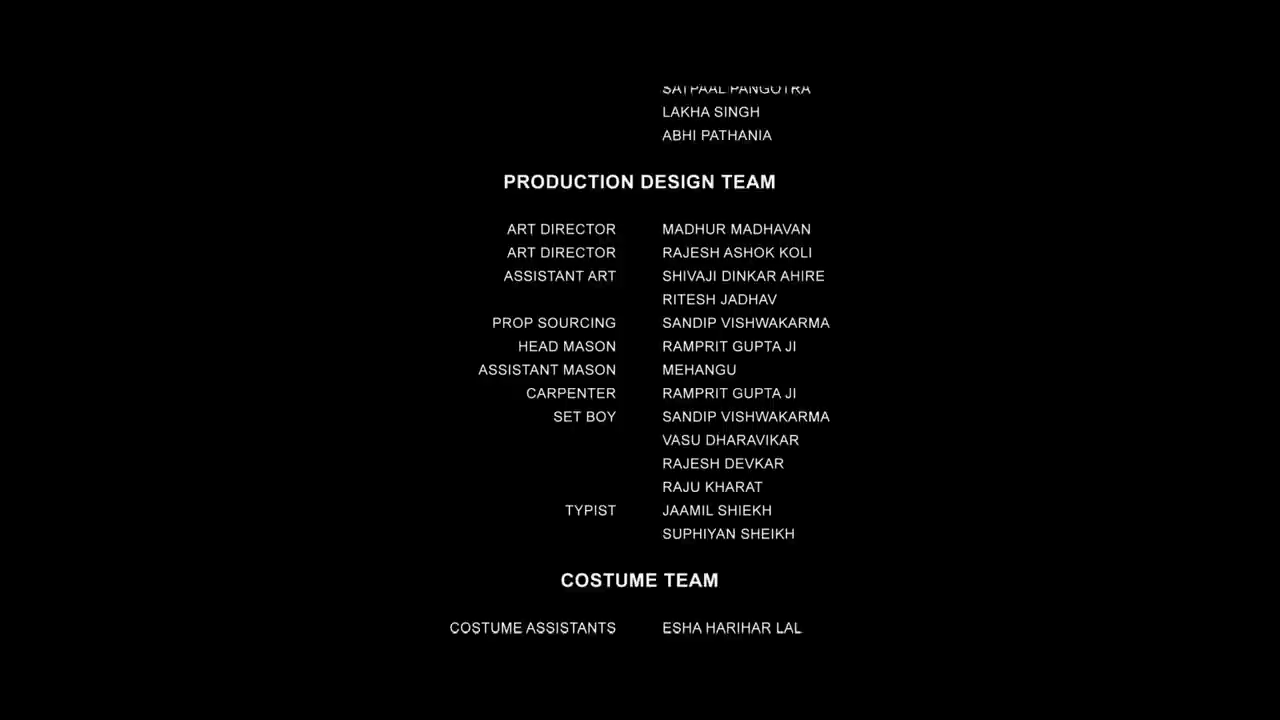 SATPAAL PANGOTRA
LAKHA SINGH
ABHI PATHANIA
PRODUCTION DESIGN TEAM
ART DIRECTOR MADHUR MADHAVAN
ART DIRECTOR RAJESH ASHOK KOLI
ASSISTANT ART SHIVAJI DINKAR AHIRE
RITESH JADHAV
PROP SOURCING SANDIP VISHWAKARMA
HEAD MASON RAMPRIT GUPTA JI
ASSISTANT MASON MEHANGU
CARPENTER RAMPRIT GUPTA JI
SET BOY SANDIP VISHWAKARMA
VASU DHARAVIKAR
RAJESH DEVKAR
RAJU KHARAT
TYPIST JAAMIL SHIEKH
SUPHIYAN SHEIKH
COSTUME TEAM
COSTUME ASSISTANTS ESHA HARIHAR LAL